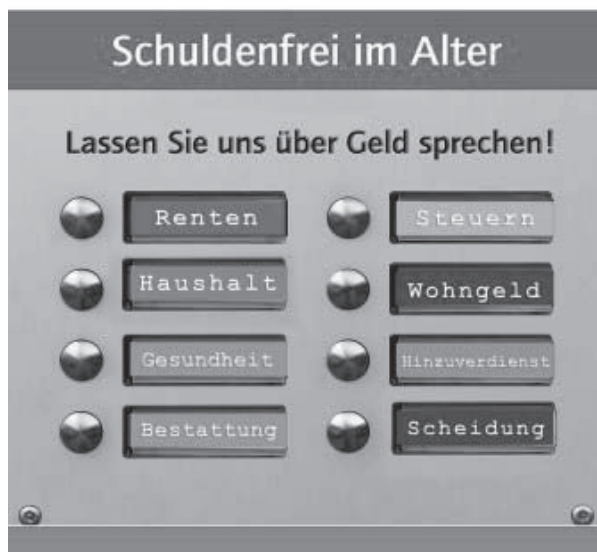 Schuldenfrei im Alter
Lassen Sie uns über Geld sprechen!
Renten
Steuern
Haushalt
Wohngeld
Gesundheit
Hinzuverdienst
Bestattung
Scheidung